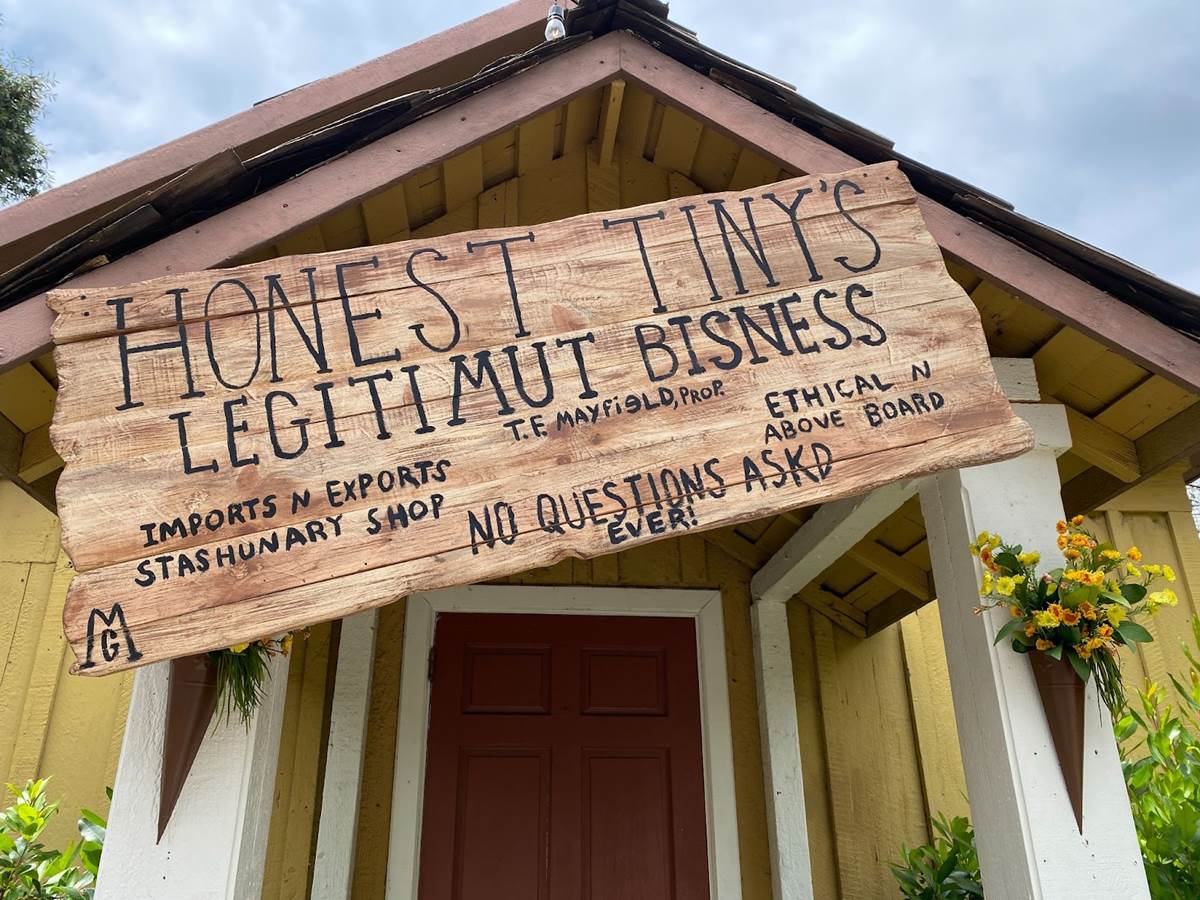 HONEST TINY'S
LEGITIMUT BISNESS
T.F. MAYFiELD, PROP.
ETHICAL N
ABOVE BOARD
IMPORTS N EXPORTS
STASHUNARY SHOP
NO QUESTIONS ASKD
EVER!
MG